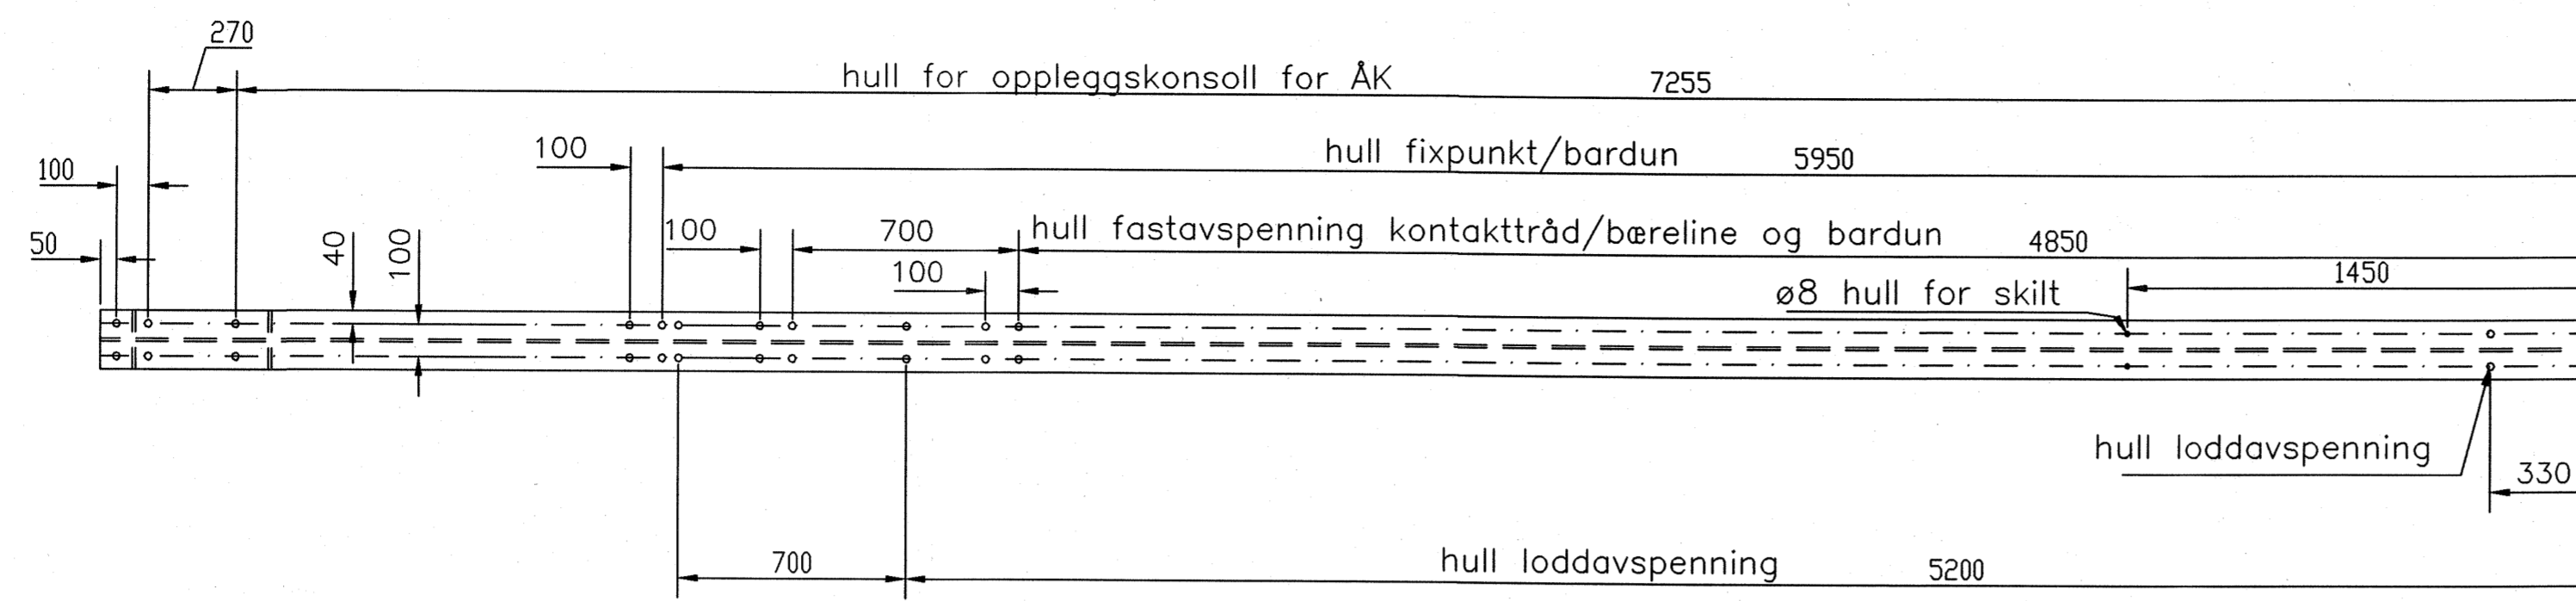 270
hull for oppleggskonsoll for ÅK 7255
100
hull fixpunkt/bardun 5950
100
100
700
hull fastavspenning kontakttråd/bæreline og bardun 4850
50
40
100
100
1450
ø8 hull for skilt
hull loddavspenning
330
700
hull loddavspenning 5200